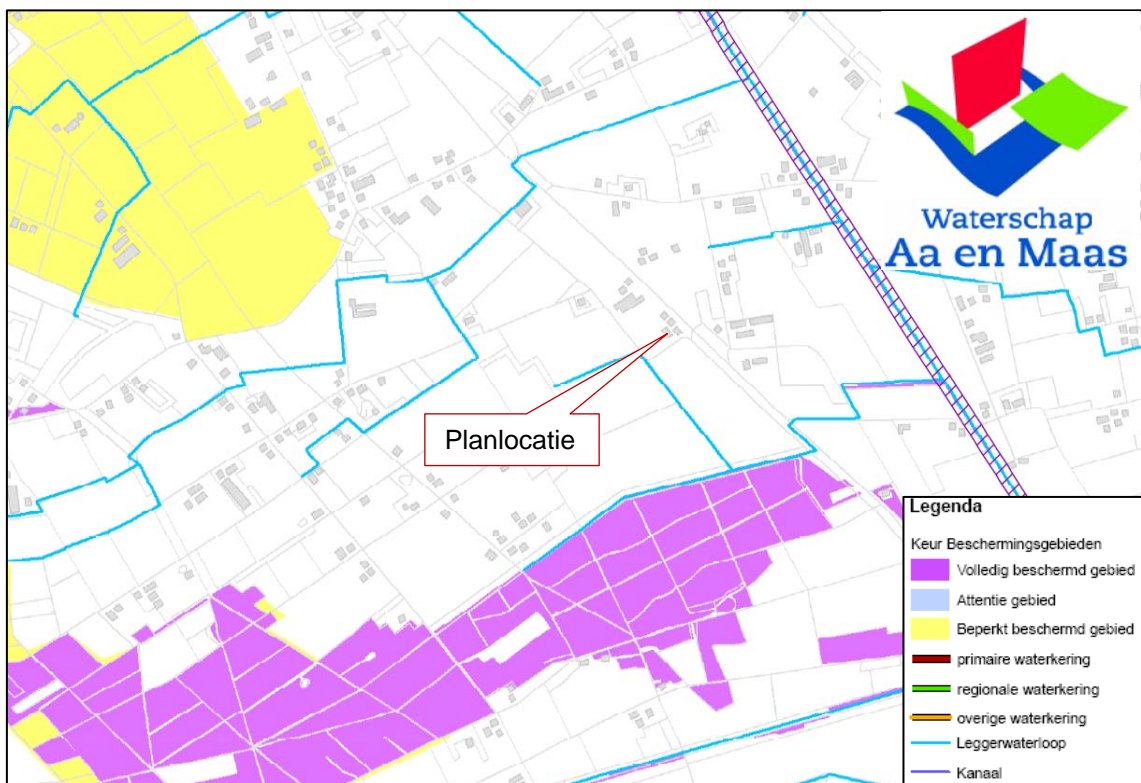 Waterschap
Aa en Maas
Planlocatie
Legenda
Keur Beschermingsgebieden
Volledig beschermd gebied
Attentie gebied
Beperkt beschermd gebied
primaire waterkering
regionale waterkering
overige waterkering
Leggerwaterloop
Kanaal